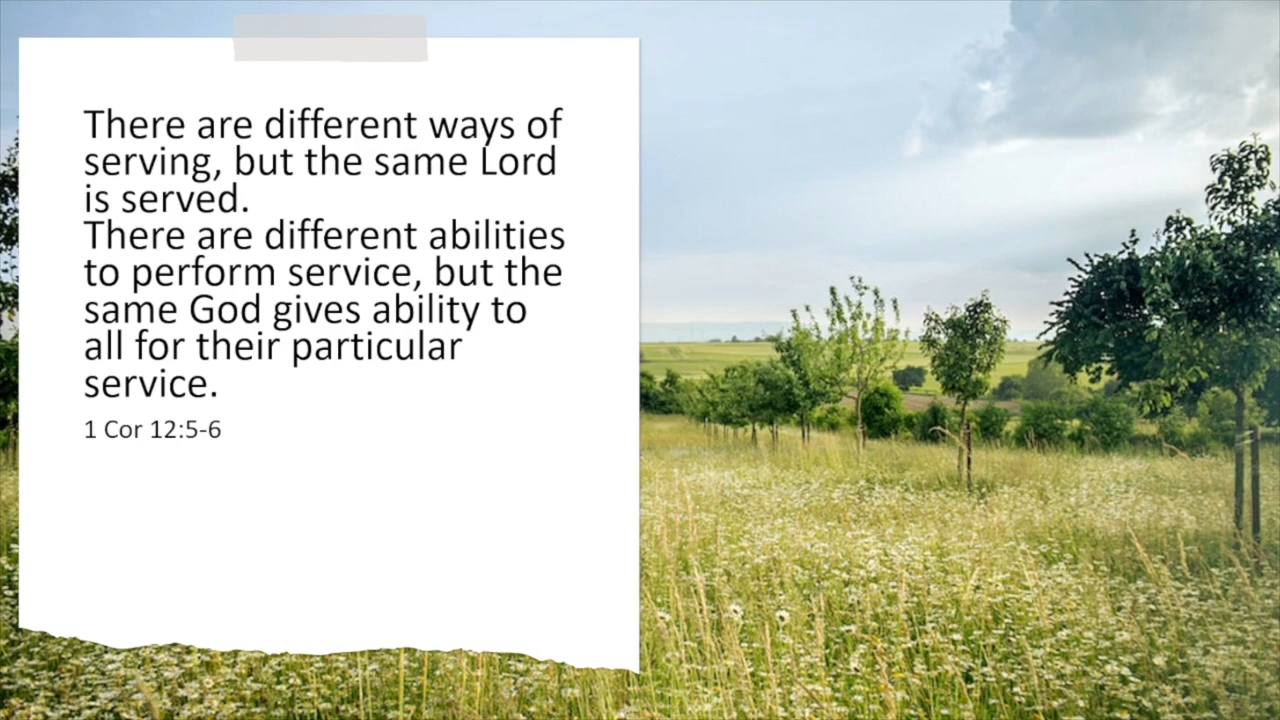 There are different ways of
serving, but the same Lord
is served.
There are different abilities
to perform service, but the
same God gives ability to
all for their particular
service.
1 Cor 12:5-6